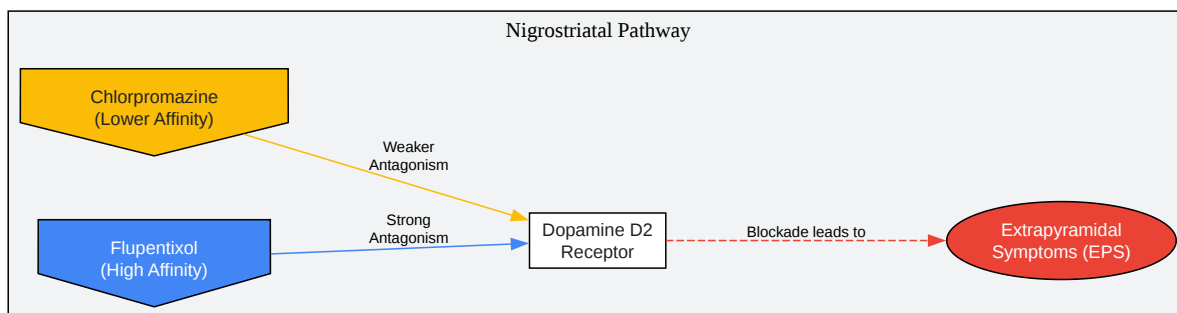 Nigrostriatal Pathway
Chlorpromazine
(Lower Affinity)
Weaker
Antagonism
Flupentixol
(High Affinity)
Strong
Antagonism
Dopamine D2
Receptor
Blockade leads to
Extrapyramidal
Symptoms (EPS)